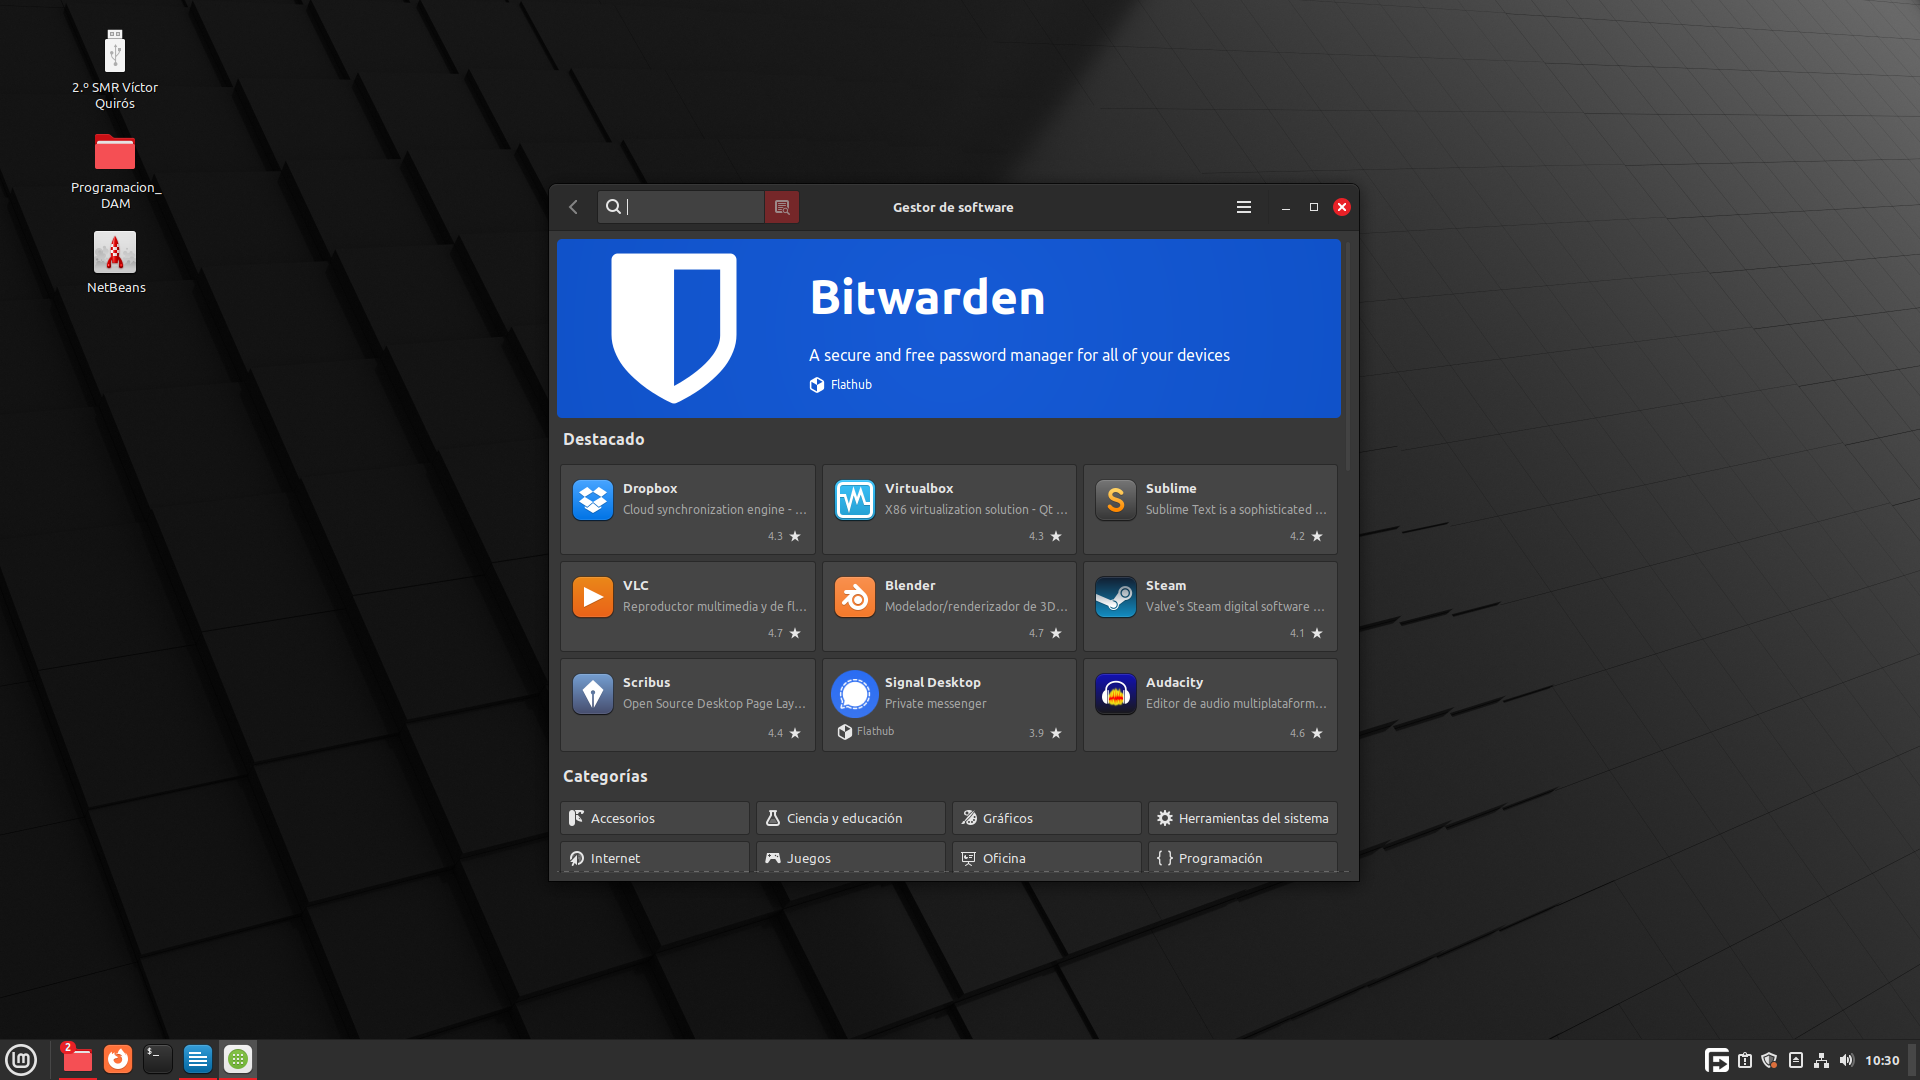 2.º SMR Víctor
Quirós
Programacion_
DAM
NetBeans
Gestor de software
Bitwarden
A secure and free password manager for all of your devices
Flathub
Destacado
Dropbox
Cloud synchronization engine - ...
4.3
Virtualbox
X86 virtualization solution - Qt ...
4.3
Sublime
Sublime Text is a sophisticated ...
4.2
VLC
Reproductor multimedia y de fl...
4.7
Blender
Modelador/renderizador de 3D...
4.7
Steam
Valve's Steam digital software ...
4.1
Scribus
Open Source Desktop Page Lay...
4.4
Signal Desktop
Private messenger
Flathub
3.9
Audacity
Editor de audio multiplataform...
4.6
Categorías
Accesorios
Ciencia y educación
Gráficos
Herramientas del sistema
Internet
Juegos
Oficina
Programación
2
10:30